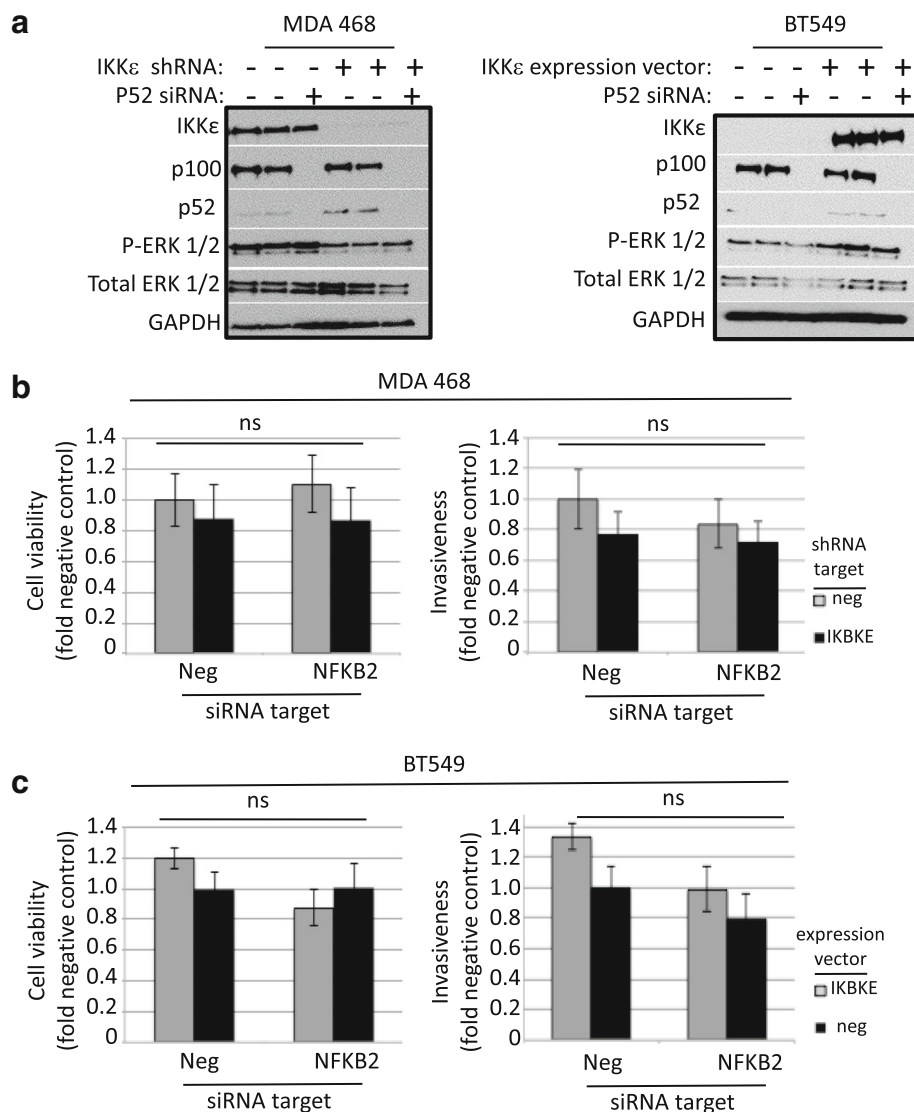 a
MDA 468
IKKε shRNA: - - - + + +
P52 siRNA: - - + - - +
IKKε
p100
p52
P-ERK 1/2
Total ERK 1/2
GAPDH
BT549
IKKε expression vector: - - - + + +
P52 siRNA: - - + - - +
IKKε
p100
p52
P-ERK 1/2
Total ERK 1/2
GAPDH
b
MDA 468
ns
Cell viability
(fold negative control)
1.4
1.2
1.0
0.8
0.6
0.4
0.2
0
Neg NFKB2
siRNA target
ns
Invasiveness
(fold negative control)
1.4
1.2
1.0
0.8
0.6
0.4
0.2
0
Neg NFKB2
siRNA target
shRNA
target
neg
IKBKE
c
BT549
ns
Cell viability
(fold negative control)
1.4
1.2
1.0
0.8
0.6
0.4
0.2
0
Neg NFKB2
siRNA target
ns
Invasiveness
(fold negative control)
1.4
1.2
1.0
0.8
0.6
0.4
0.2
0
Neg NFKB2
siRNA target
expression
vector
IKBKE
neg